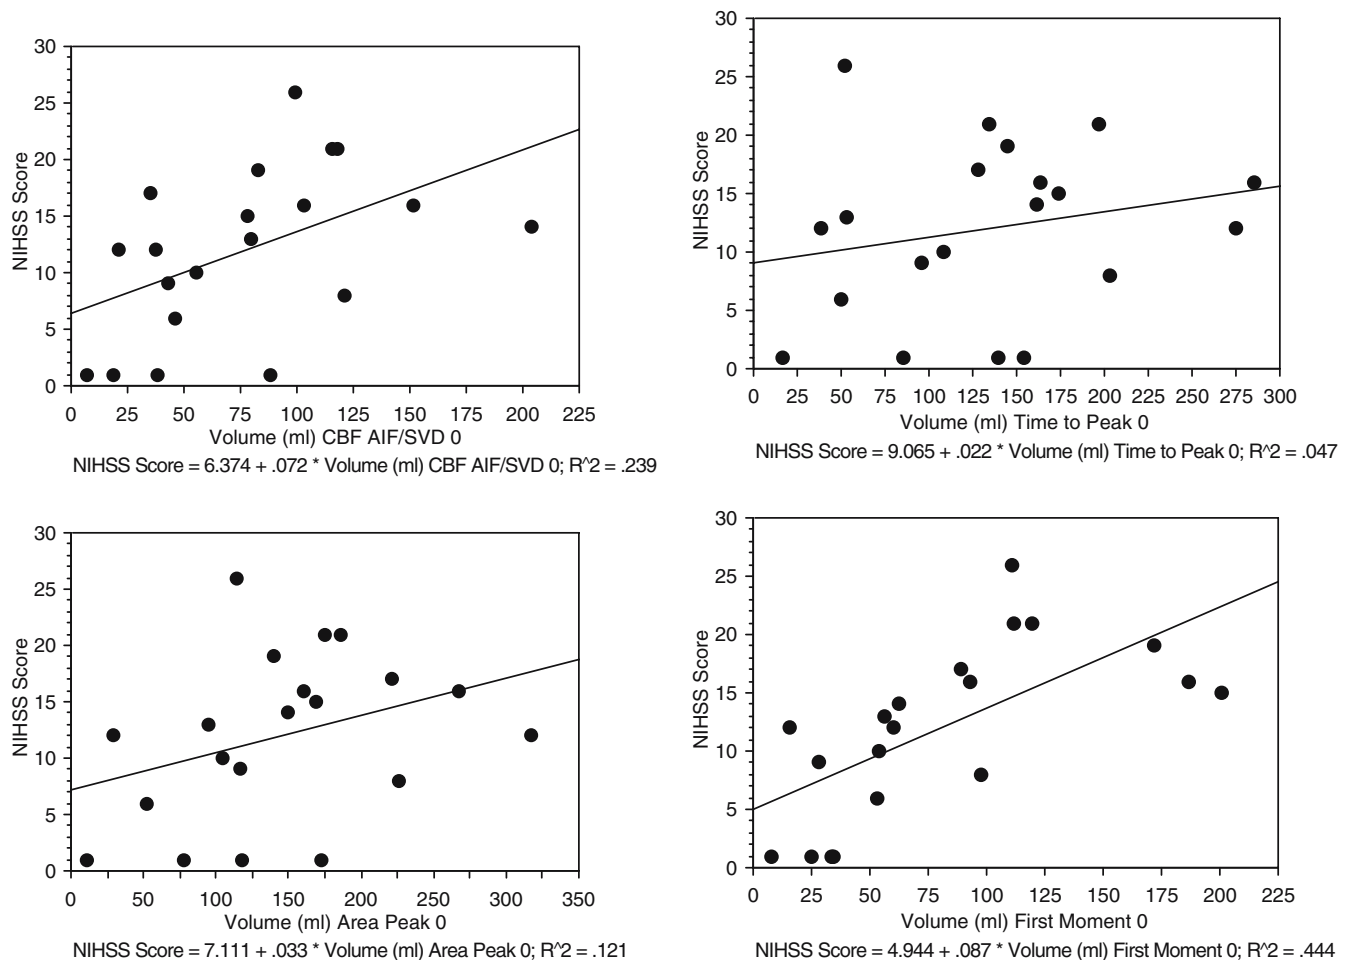 30
25
20
15
10
5
0
NIHSS Score
0 25 50 75 100 125 150 175 200 225
Volume (ml) CBF AIF/SVD 0
NIHSS Score = 6.374 + .072 * Volume (ml) CBF AIF/SVD 0; R^2 = .239
30
25
20
15
10
5
0
NIHSS Score
0 25 50 75 100 125 150 175 200 225 250 275 300
Volume (ml) Time to Peak 0
NIHSS Score = 9.065 + .022 * Volume (ml) Time to Peak 0; R^2 = .047
30
25
20
15
10
5
0
NIHSS Score
0 50 100 150 200 250 300 350
Volume (ml) Area Peak 0
NIHSS Score = 7.111 + .033 * Volume (ml) Area Peak 0; R^2 = .121
30
25
20
15
10
5
0
NIHSS Score
0 25 50 75 100 125 150 175 200 225
Volume (ml) First Moment 0
NIHSS Score = 4.944 + .087 * Volume (ml) First Moment 0; R^2 = .444